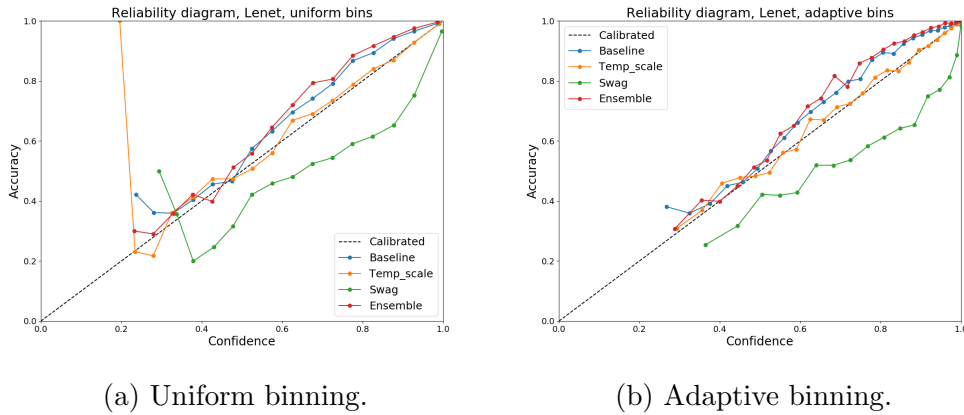 Reliability diagram, Lenet, uniform bins
1.0
0.8
0.6
0.4
0.2
0.0
Accuracy
0.0 0.2 0.4 0.6 0.8 1.0
Confidence
Calibrated
Baseline
Temp_scale
Swag
Ensemble
(a) Uniform binning.
Reliability diagram, Lenet, adaptive bins
1.0
0.8
0.6
0.4
0.2
0.0
Accuracy
Calibrated
Baseline
Temp_scale
Swag
Ensemble
0.0 0.2 0.4 0.6 0.8 1.0
Confidence
(b) Adaptive binning.